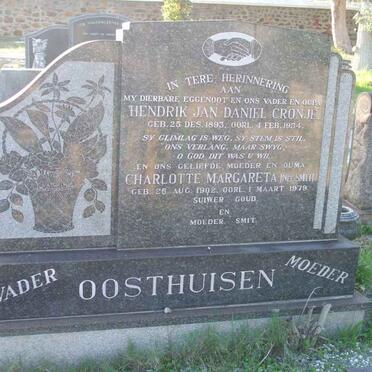 IN TERE HERINNERING
AAN
MY DIERBARE EGGENOOT EN ONS VADER EN OUPA
HENDRIK JAN DANIEL CRONJE
GEB. 25 DES. 1893, OORL. 4 FEB. 1954.
SY GLIMLAG IS WEG, SY STEM IS STIL,
ONS VERLANG, MAAR SWYG,
O GOD DIT WAS U WIL.
EN ONS GELIEFDE MOEDER EN OUMA
CHARLOTTE MARGARETA (NEE SMIT)
GEB. 26 AUG. 1902, OORL. 1 MAART 1979.
SUIWER GOUD.
EN
MOEDER SMIT.
VADER OOSTHUISEN MOEDER